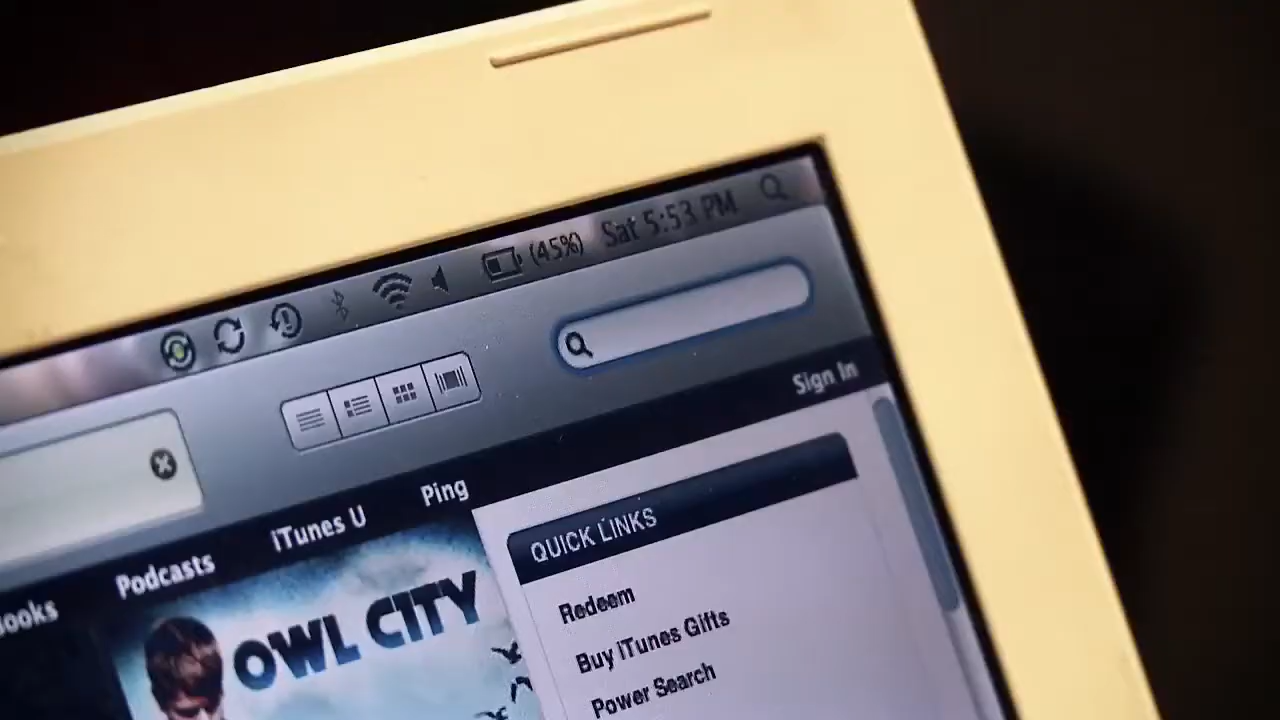 (45%) Sat 5:53 PM
Sign In
Podcasts iTunes U Ping
QUICK LINKS
Redeem
Buy iTunes Gifts
Power Search
OWL CITY